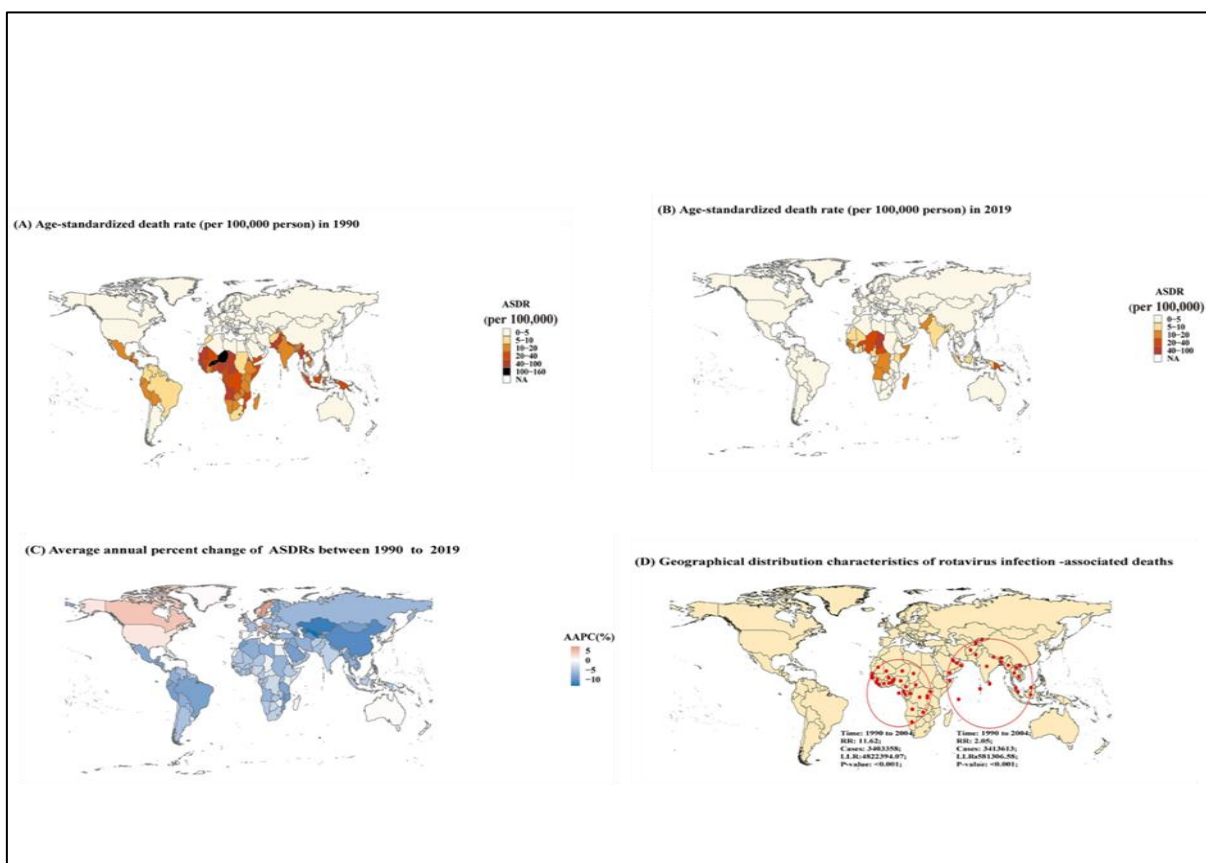 (A) Age-standardized death rate (per 100,000 person) in 1990
ASDR
(per 100,000)
0-5
5-10
10-20
20-40
40-100
100-160
NA
(B) Age-standardized death rate (per 100,000 person) in 2019
ASDR
(per 100,000)
0-5
5-10
10-20
20-40
40-100
NA
(C) Average annual percent change of ASDRs between 1990 to 2019
AAPC(%)
5
0
-5
-10
(D) Geographical distribution characteristics of rotavirus infection -associated deaths
Time: 1990 to 2004;
RR: 11.62;
Cases: 3403358;
LLR:4822394.07;
P-value: <0.001;
Time: 1990 to 2004;
RR: 2.05;
Cases: 3413613;
LLR:581306.58;
P-value: <0.001;